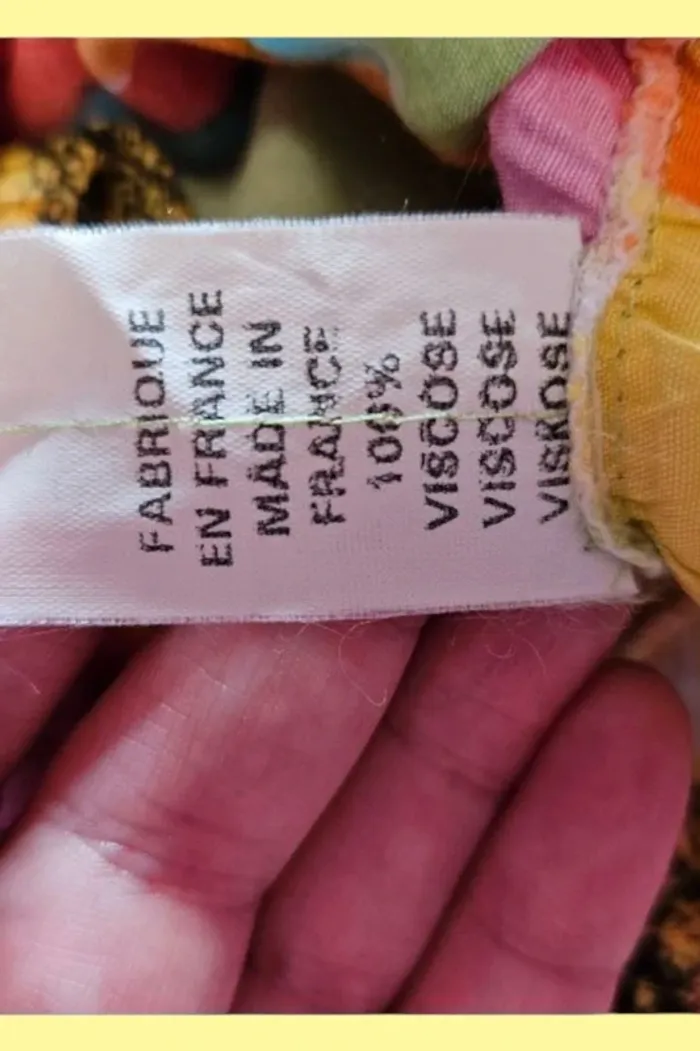 FABRIQUE
EN FRANCE
MADE IN
FRANCE
100%
VISCOSE
VISCOSE
VISKOSE